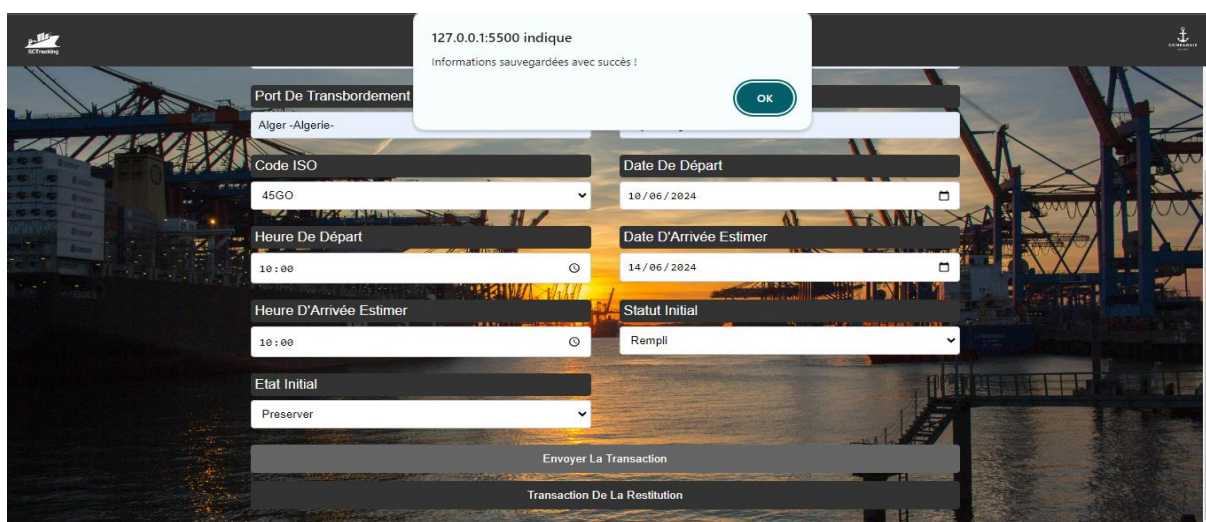 SCTracking
127.0.0.1:5500 indique
Informations sauvegardées avec succès !
OK
COMPAGNIE
Port De Transbordement
Alger -Algerie-
Code ISO
Date De Départ
45GO
10/06/2024
Heure De Départ
Date D'Arrivée Estimer
10:00
14/06/2024
Heure D'Arrivée Estimer
Statut Initial
10:00
Rempli
Etat Initial
Preserver
Envoyer La Transaction
Transaction De La Restitution